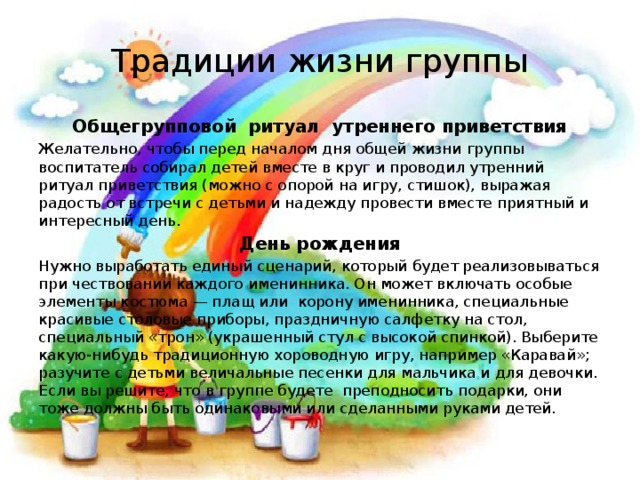 Традиции жизни группы
Общегрупповой ритуал утреннего приветствия
Желательно, чтобы перед началом дня общей жизни группы
воспитатель собирал детей вместе в круг и проводил утренний
ритуал приветствия (можно с опорой на игру, стишок), выражая
радость от встречи с детьми и надежду провести вместе приятный и
интересный день.
День рождения
Нужно выработать единый сценарий, который будет реализовываться
при чествовании каждого именинника. Он может включать особые
элементы костюма — плащ или корону именинника, специальные
красивые столовые приборы, праздничную салфетку на стол,
специальный «трон» (украшенный стул с высокой спинкой). Выберите
какую-нибудь традиционную хороводную игру, например «Каравай»;
разучите с детьми величальные песенки для мальчика и для девочки.
Если вы решите, что в группе будете преподносить подарки, они
тоже должны быть одинаковыми или сделанными руками детей.